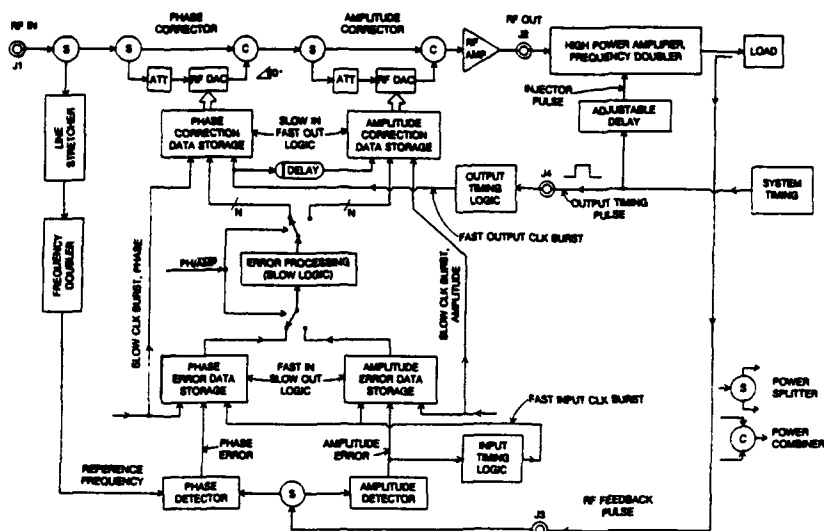 RF IN
J1
PHASE CORRECTOR
AMPLITUDE CORRECTOR
RF OUT
J2
S
S
C
S
C
RF AMP
HIGH POWER AMPLIFIER, FREQUENCY DOUBLER
LOAD
ATT
RF DAC
ATT
RF DAC
INJECTOR PULSE
ADJUSTABLE DELAY
LINE STRETCHER
PHASE CORRECTION DATA STORAGE
SLOW IN FAST OUT LOGIC
AMPLITUDE CORRECTION DATA STORAGE
DELAY
OUTPUT TIMING LOGIC
J4
OUTPUT TIMING PULSE
SYSTEM TIMING
FAST OUTPUT CLK BURST
N
N
FREQUENCY DOUBLER
PH/AMP
ERROR PROCESSING (SLOW LOGIC)
SLOW CLK BURST, PHASE
SLOW CLK BURST, AMPLITUDE
PHASE ERROR DATA STORAGE
FAST IN SLOW OUT LOGIC
AMPLITUDE ERROR DATA STORAGE
FAST INPUT CLK BURST
S
POWER SPLITTER
C
POWER COMBINER
PHASE ERROR
AMPLITUDE ERROR
INPUT TIMING LOGIC
REFERENCE FREQUENCY
PHASE DETECTOR
S
AMPLITUDE DETECTOR
J3
RF FEEDBACK PULSE